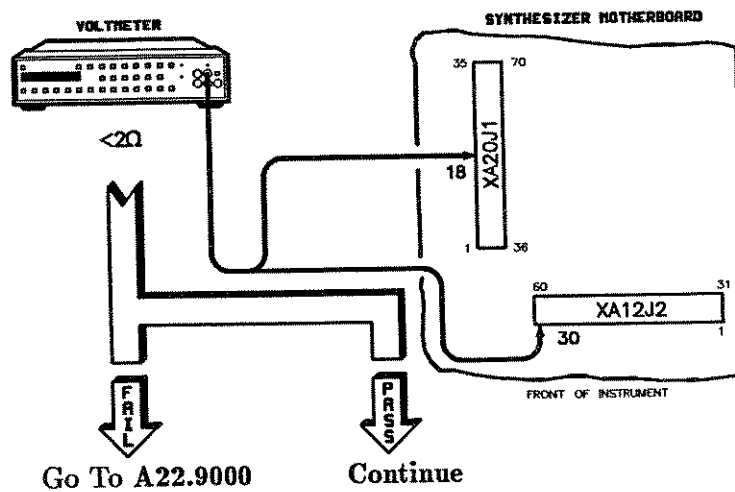 SYNTHESIZER MOTHERBOARD
VOLTMETER
35
70
<2Ω
XA20J1
18
1
36
60
31
XA12J2
30
1
FRONT OF INSTRUMENT
FAIL
PASS
Go To A22.9000
Continue